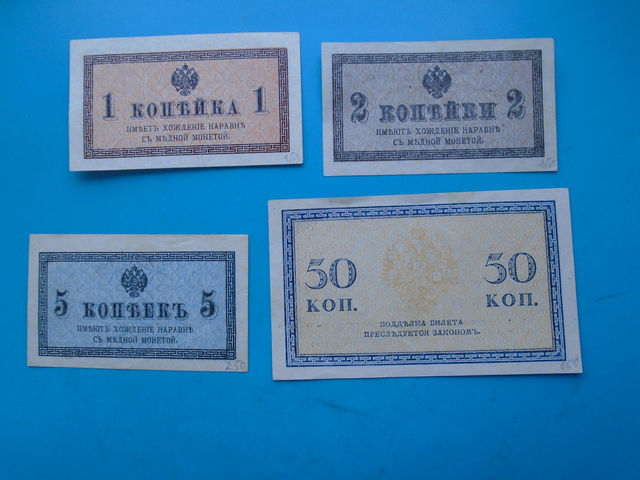 1 КОПѢЙКА 1
ИМѢЕТЪ ХОЖДЕНІЕ НАРАВНѢ
СЪ МѢДНОЙ МОНЕТОЙ.
2 КОПѢЙКИ 2
ИМѢЮТЪ ХОЖДЕНІЕ НАРАВНѢ
СЪ МѢДНОЙ МОНЕТОЙ.
5 КОПѢЕКЪ 5
ИМѢЮТЪ ХОЖДЕНІЕ НАРАВНѢ
СЪ МѢДНОЙ МОНЕТОЙ.
250
50 50
КОП. КОП.
ПОДДѢЛКА БИЛЕТА
ПРЕСЛѢДУЕТСЯ ЗАКОНОМЪ.